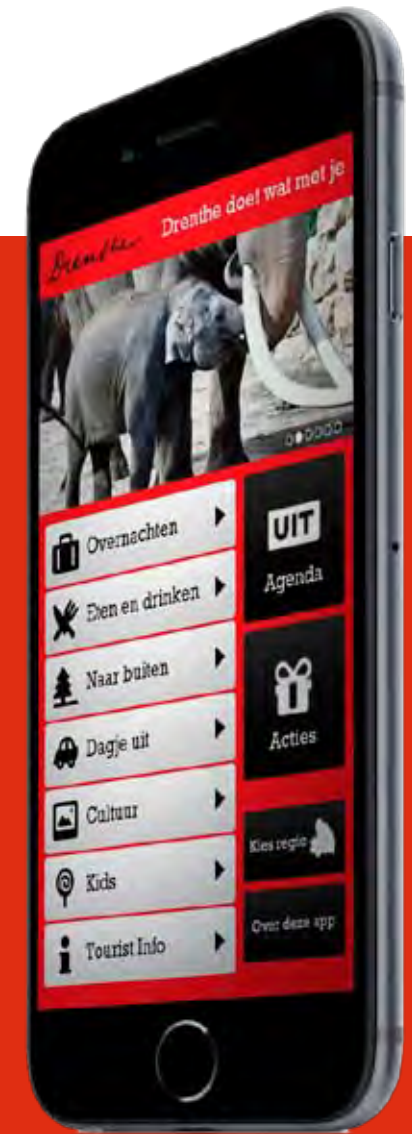 Drenthe Drenthe doet wat met je
Overnachten
Eten en drinken
Naar buiten
Dagje uit
Cultuur
Kids
Tourist Info
UIT
Agenda
Acties
Kies regio
Over deze app